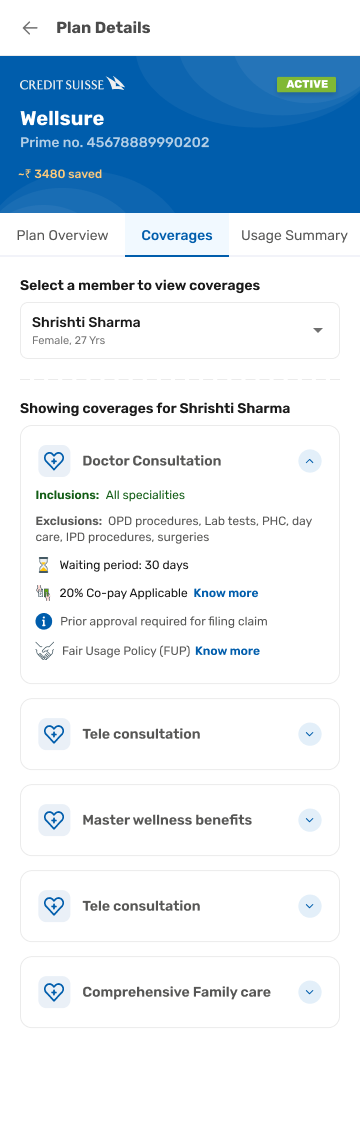 Plan Details
CREDIT SUISSE
ACTIVE
Wellsure
Prime no. 45678889990202
~₹ 3480 saved
Plan Overview
Coverages
Usage Summary
Select a member to view coverages
Shrishti Sharma
Female, 27 Yrs
Showing coverages for Shrishti Sharma
Doctor Consultation
Inclusions: All specialities
Exclusions: OPD procedures, Lab tests, PHC, day
care, IPD procedures, surgeries
Waiting period: 30 days
20% Co-pay Applicable Know more
Prior approval required for filing claim
Fair Usage Policy (FUP) Know more
Tele consultation
Master wellness benefits
Tele consultation
Comprehensive Family care